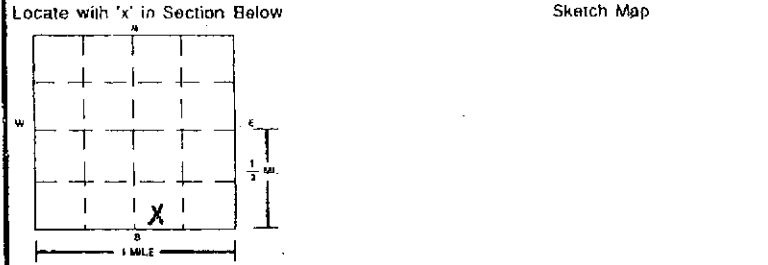 Locate with 'x' in Section Below
Sketch Map
N
W
E
1/2 MI.
X
S
1 MILE